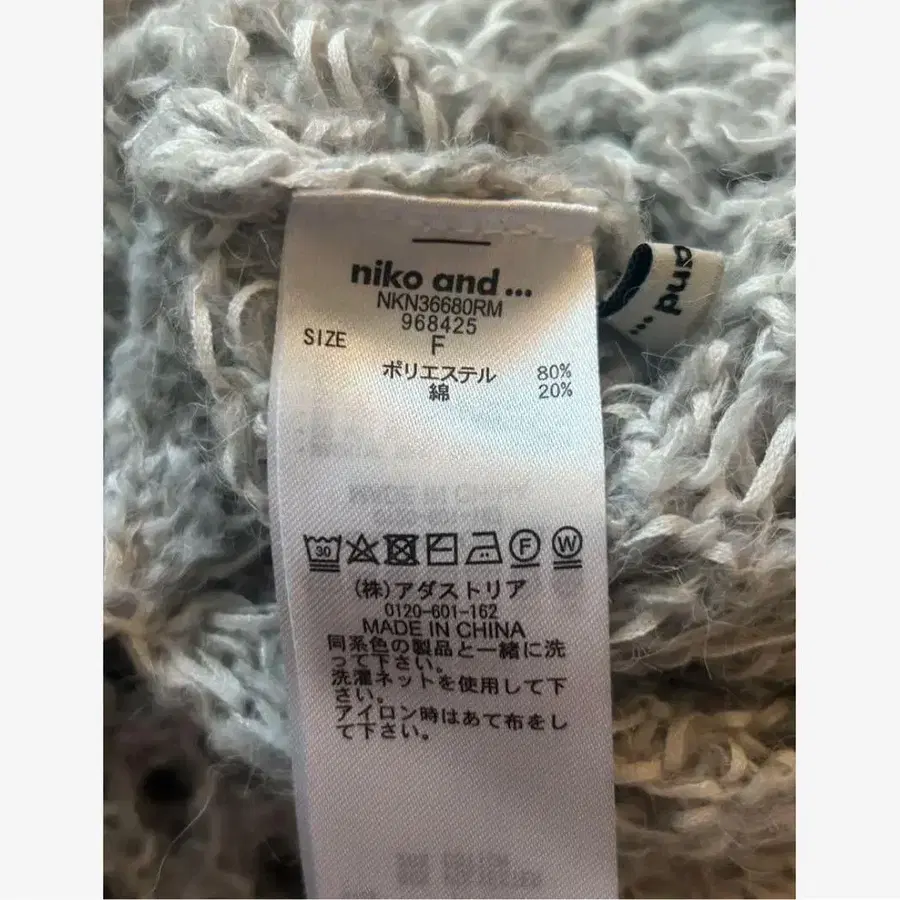 niko and ...
NKN36680RM
968425
SIZE F
ポリエステル 80%
綿 20%
and ...
30 F W
(株)アダストリア
0120-601-162
MADE IN CHINA
同系色の製品と一緒に洗
って下さい。
洗濯ネットを使用して下
さい。
アイロン時はあて布をし
て下さい。